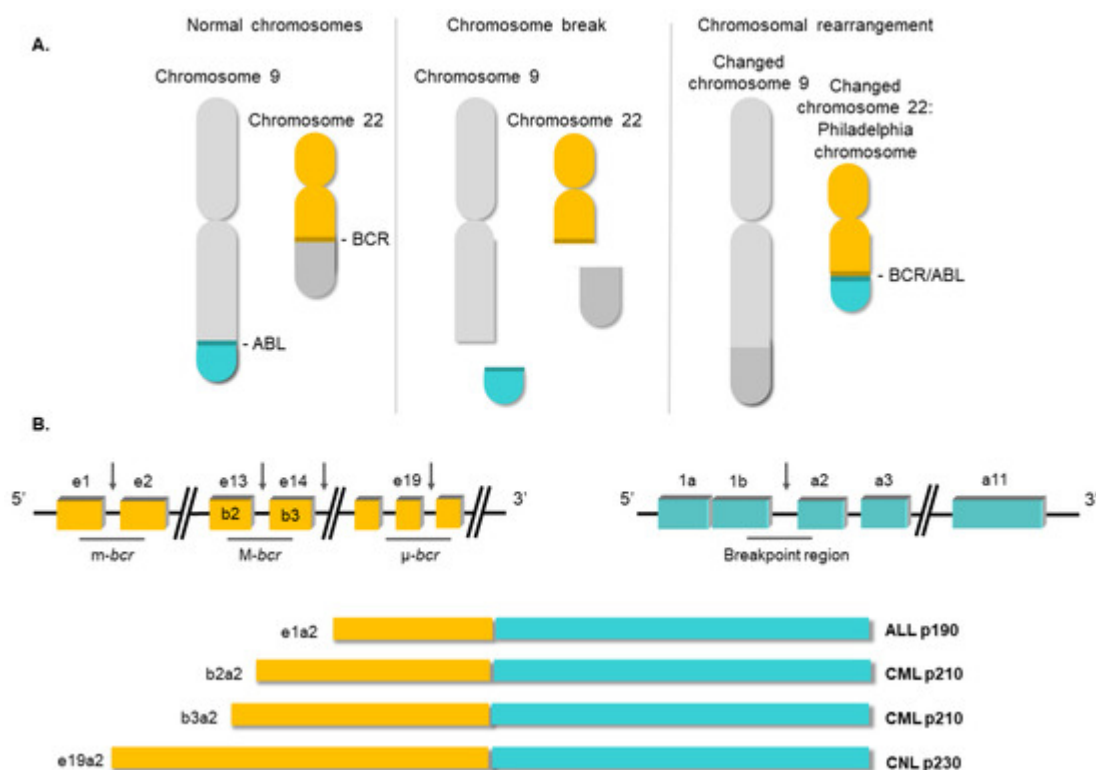 A.
Normal chromosomes
Chromosome break
Chromosomal rearrangement
Chromosome 9
Chromosome 22
- BCR
- ABL
Chromosome 9
Chromosome 22
Changed
chromosome 9
Changed
chromosome 22:
Philadelphia
chromosome
- BCR/ABL
B.
5' e1 e2 e13 e14 e19 3'
b2 b3
m-bcr M-bcr µ-bcr
5' 1a 1b a2 a3 a11 3'
Breakpoint region
e1a2 ALL p190
b2a2 CML p210
b3a2 CML p210
e19a2 CNL p230